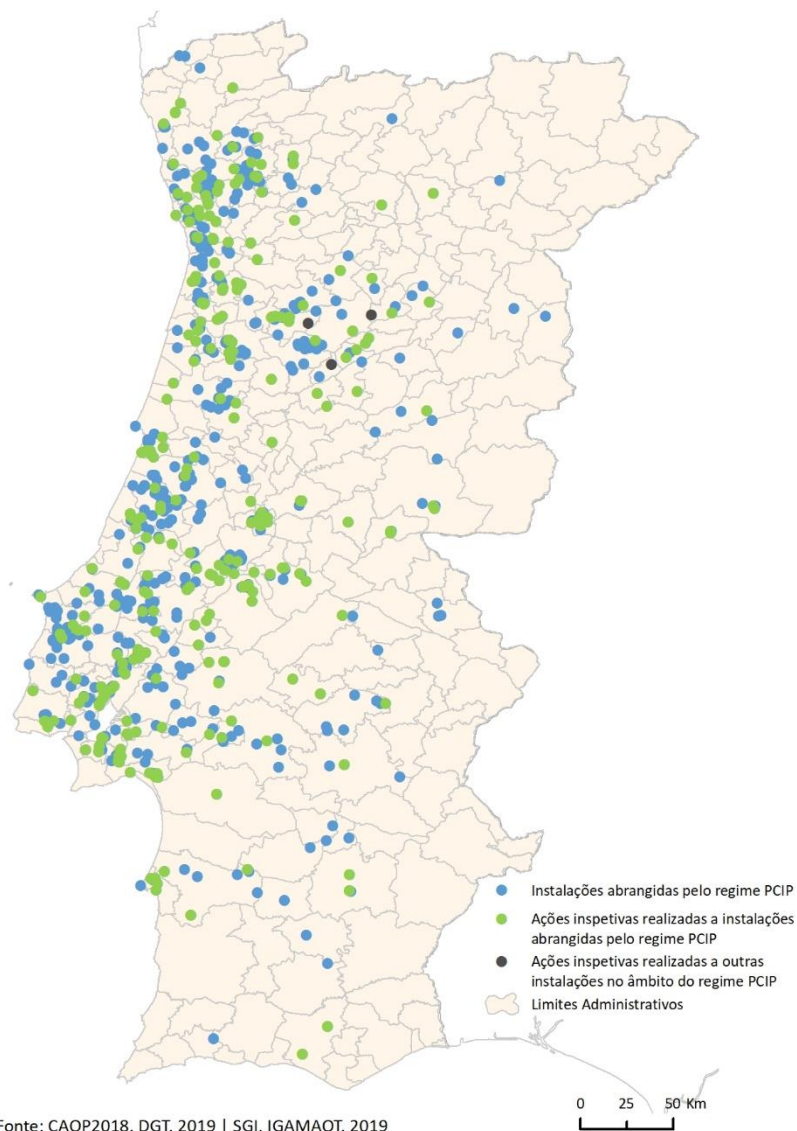 Instalações abrangidas pelo regime PCIP
Ações inspetivas realizadas a instalações
abrangidas pelo regime PCIP
Ações inspetivas realizadas a outras
instalações no âmbito do regime PCIP
Limites Administrativos
0 25 50 Km
Fonte: CAOP2018, DGT, 2019 | SGI, IGAMAOT, 2019